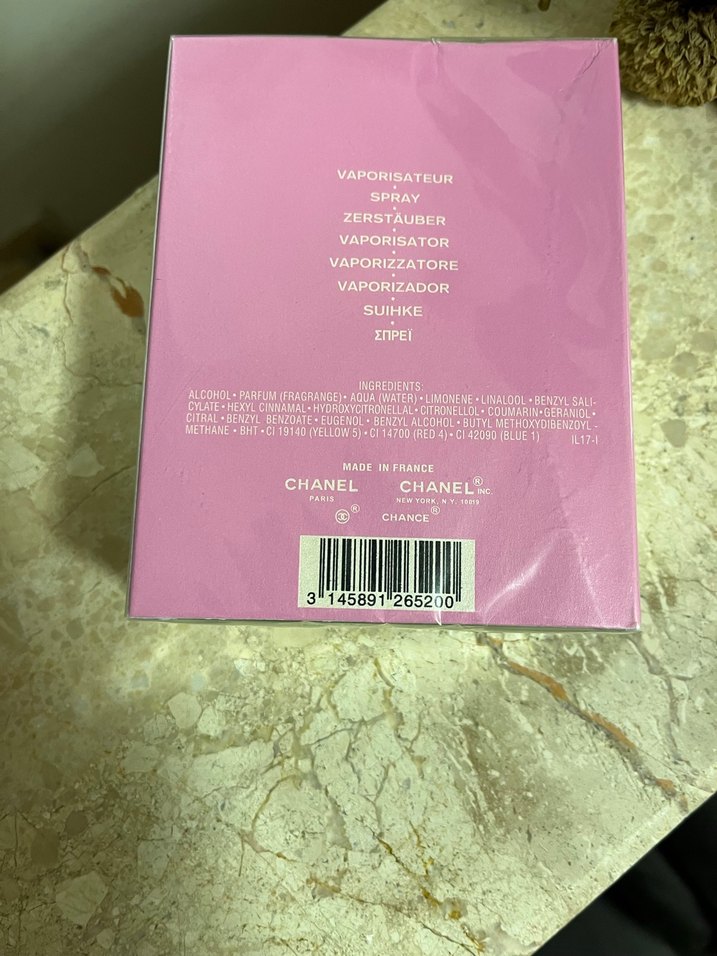 VAPORISATEUR
SPRAY
ZERSTÄUBER
VAPORISATOR
VAPORIZZATORE
VAPORIZADOR
SUIHKE
ΣΠΡΕΪ
INGREDIENTS:
ALCOHOL • PARFUM (FRAGRANGE) • AQUA (WATER) • LIMONENE • LINALOOL • BENZYL SALI-
CYLATE • HEXYL CINNAMAL • HYDROXYCITRONELLAL • CITRONELLOL • COUMARIN • GERANIOL •
CITRAL • BENZYL BENZOATE • EUGENOL • BENZYL ALCOHOL • BUTYL METHOXYDIBENZOYL -
METHANE • BHT • CI 19140 (YELLOW 5) • CI 14700 (RED 4) • CI 42090 (BLUE 1) IL17-I
MADE IN FRANCE
CHANEL CHANEL® INC.
PARIS NEW YORK, N.Y. 10019
® CHANCE®
3 145891 265200